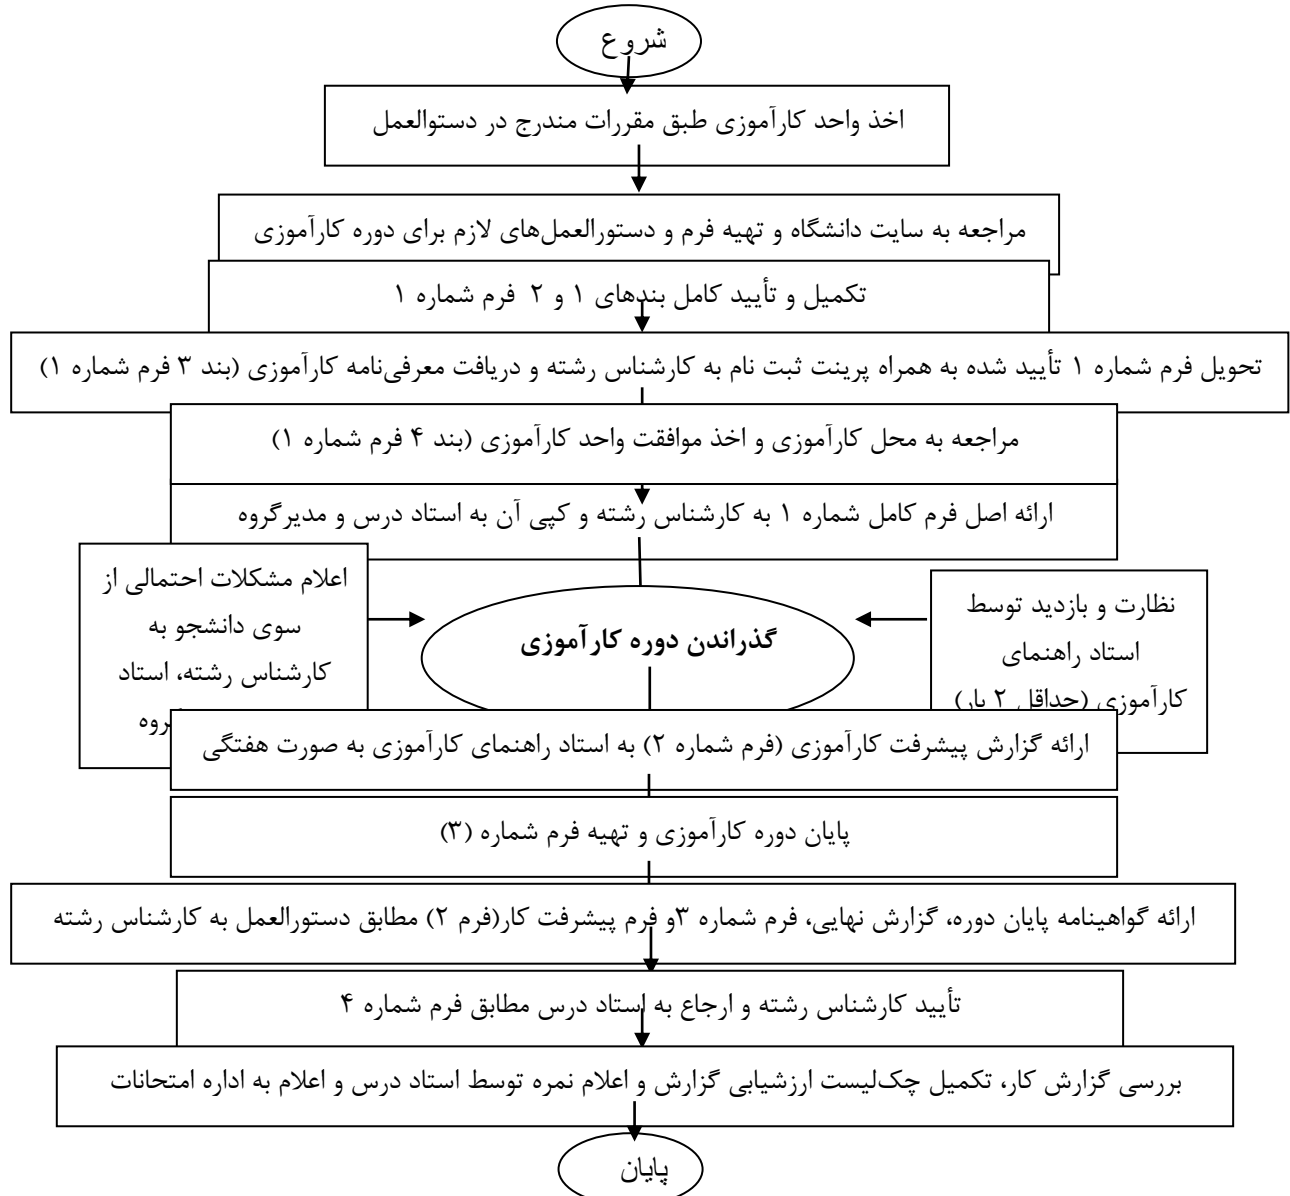 شروع
اخذ واحد کارآموزی طبق مقررات مندرج در دستوالعمل
مراجعه به سایت دانشگاه و تهیه فرم و دستورالعمل‌های لازم برای دوره کارآموزی
تکمیل و تأیید کامل بندهای ۱ و ۲ فرم شماره ۱
تحویل فرم شماره ۱ تأیید شده به همراه پرینت ثبت نام به کارشناس رشته و دریافت معرفی‌نامه کارآموزی (بند ۳ فرم شماره ۱)
مراجعه به محل کارآموزی و اخذ موافقت واحد کارآموزی (بند ۴ فرم شماره ۱)
ارائه اصل فرم کامل شماره ۱ به کارشناس رشته و کپی آن به استاد درس و مدیرگروه
نظارت و بازدید توسط
استاد راهنمای
کارآموزی (حداقل ۲ بار)
گذراندن دوره کارآموزی
اعلام مشکلات احتمالی از
سوی دانشجو به
کارشناس رشته، استاد
ارائه گزارش پیشرفت کارآموزی (فرم شماره ۲) به استاد راهنمای کارآموزی به صورت هفتگی
پایان دوره کارآموزی و تهیه فرم شماره (۳)
ارائه گواهینامه پایان دوره، گزارش نهایی، فرم شماره ۳و فرم پیشرفت کار(فرم ۲) مطابق دستورالعمل به کارشناس رشته
تأیید کارشناس رشته و ارجاع به استاد درس مطابق فرم شماره ۴
بررسی گزارش کار، تکمیل چک‌لیست ارزشیابی گزارش و اعلام نمره توسط استاد درس و اعلام به اداره امتحانات
پایان